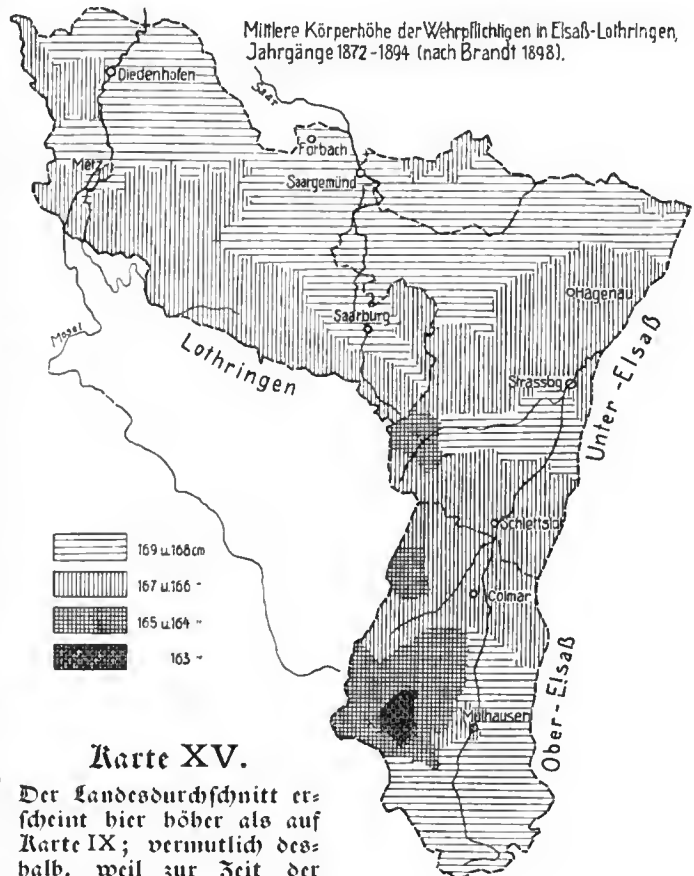 Mittlere Körperhöhe der Wehrpflichtigen in Elsaß-Lothringen,
Jahrgänge 1872-1894 (nach Brandt 1898).
Diedenhofen
Saar
Forbach
Metz
Saargemünd
Hagenau
Saarburg
Mosel
Lothringen
Strassbg
Unter-Elsaß
Schlettstd
169 u. 168 cm
167 u. 166 "
165 u. 164 "
163 "
Colmar
Ober-Elsaß
Mülhausen
Karte XV.
Der Landesdurchschnitt er=
scheint hier höher als auf
Karte IX; vermutlich des=
halb, weil zur Zeit der